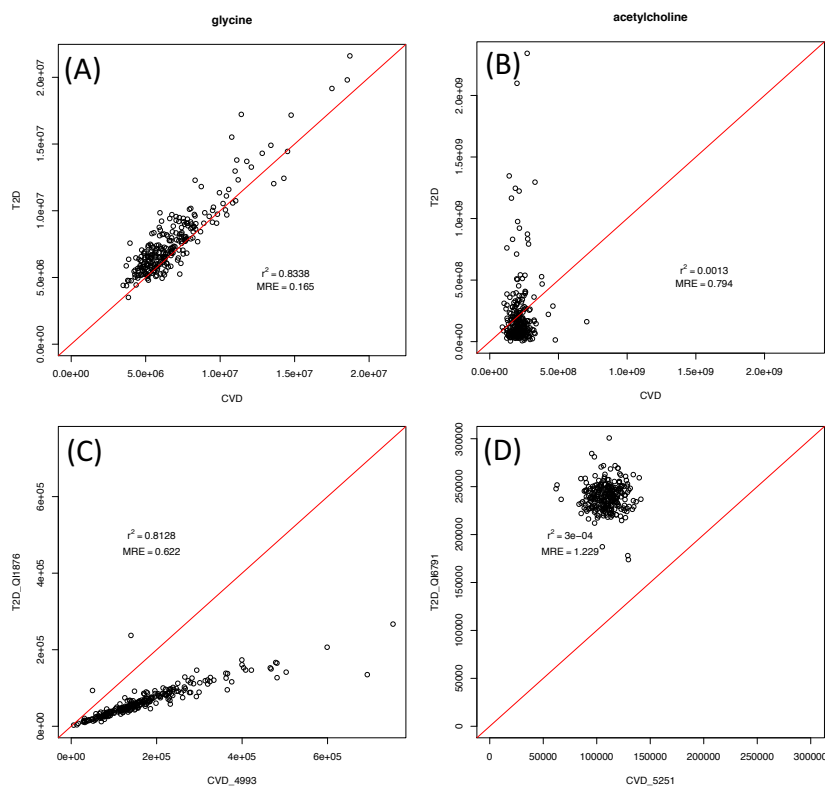 glycine
(A)
T2D
2.0e+07
1.5e+07
1.0e+07
5.0e+06
0.0e+00
r² = 0.8338
MRE = 0.165
0.0e+00 5.0e+06 1.0e+07 1.5e+07 2.0e+07
CVD
acetylcholine
(B)
T2D
2.0e+09
1.5e+09
1.0e+09
5.0e+08
0.0e+00
r² = 0.0013
MRE = 0.794
0.0e+00 5.0e+08 1.0e+09 1.5e+09 2.0e+09
CVD
(C)
T2D_QI1876
6e+05
4e+05
2e+05
0e+00
r² = 0.8128
MRE = 0.622
0e+00 2e+05 4e+05 6e+05
CVD_4993
(D)
T2D_QI6791
300000
250000
200000
150000
100000
50000
0
r² = 3e−04
MRE = 1.229
0 50000 100000 150000 200000 250000 300000
CVD_5251